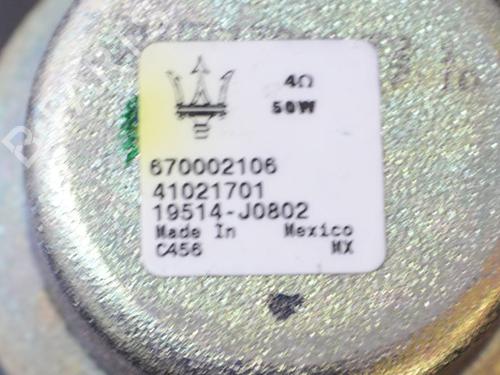 4Ω
50W
670002106
41021701
19514-J0802
Made In Mexico
C456 MX